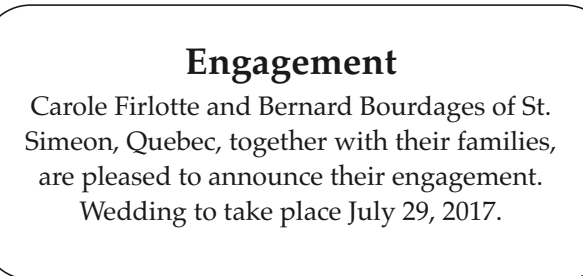 Engagement
Carole Firlotte and Bernard Bourdages of St.
Simeon, Quebec, together with their families,
are pleased to announce their engagement.
Wedding to take place July 29, 2017.